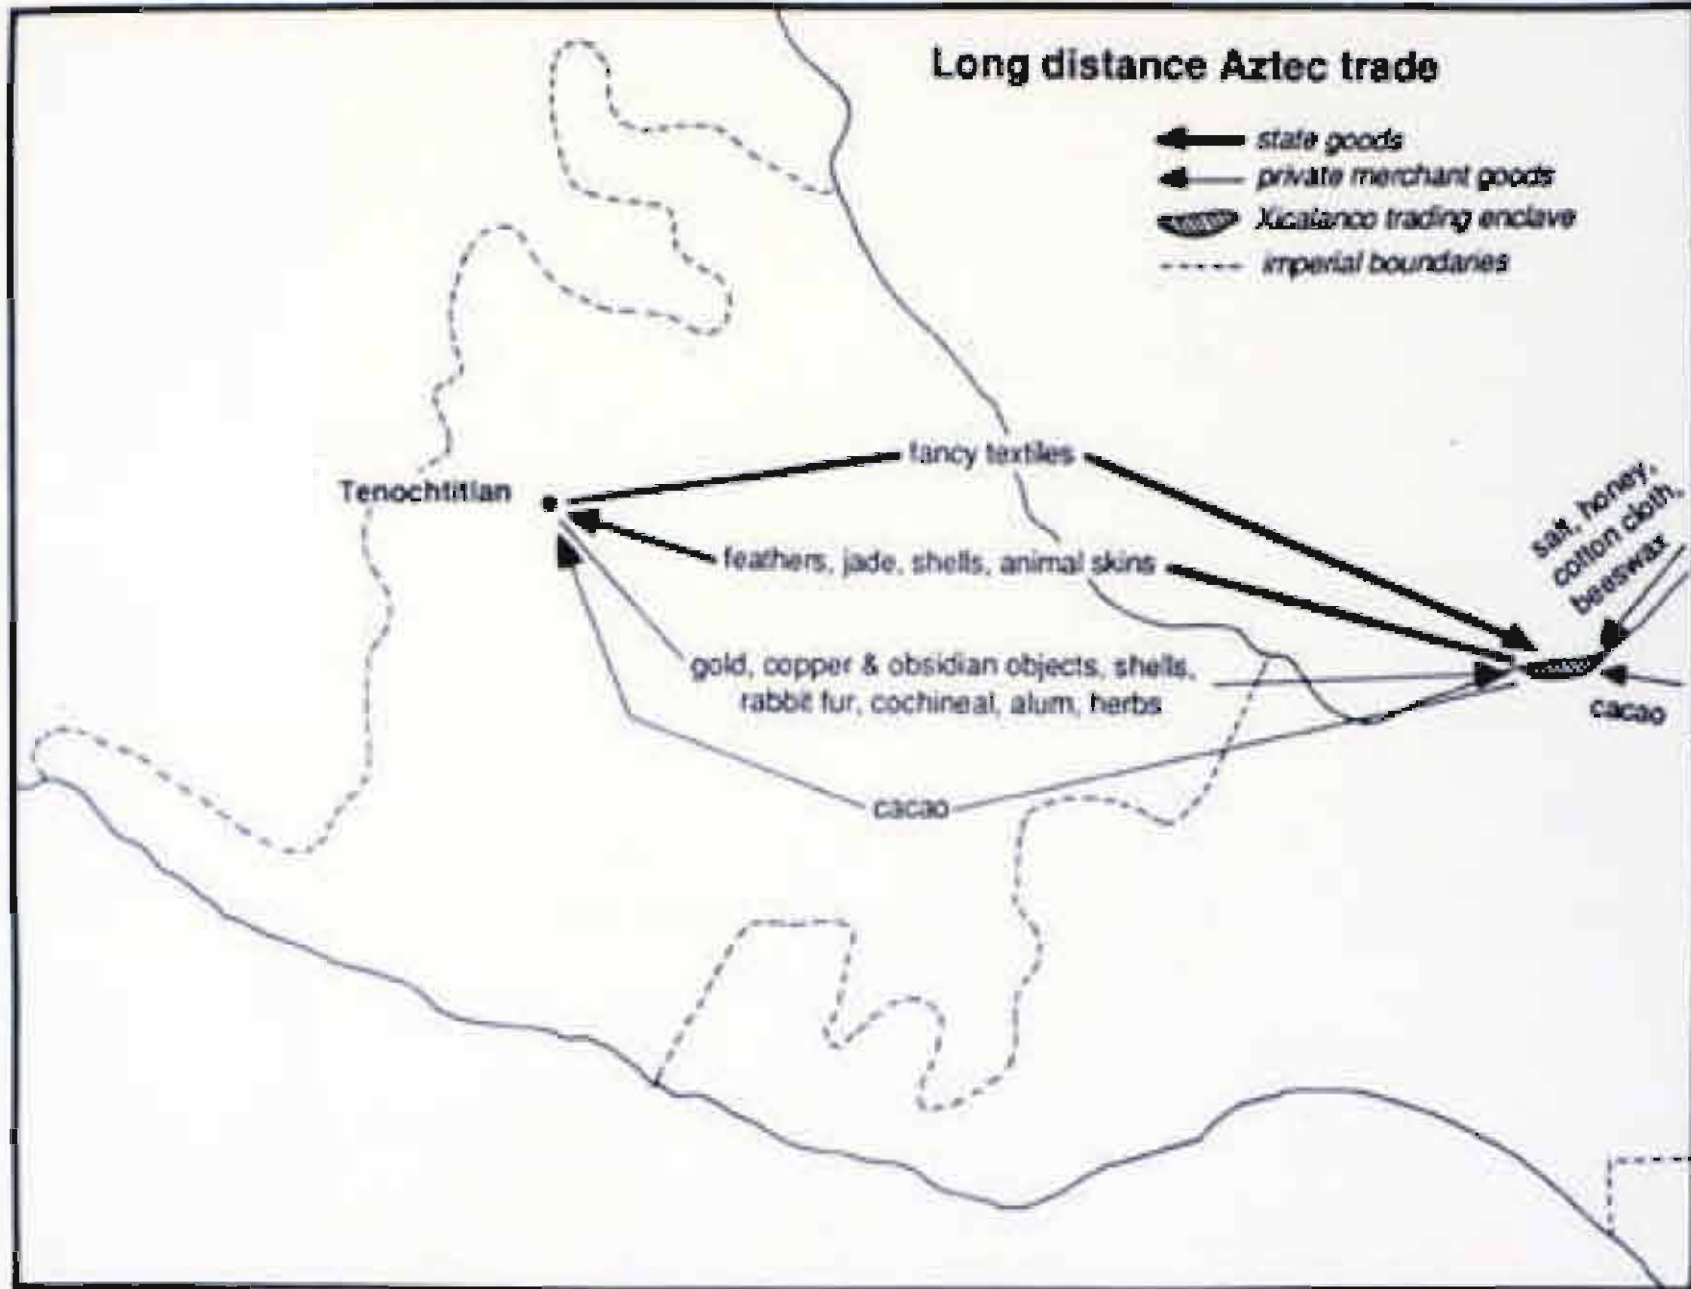 Long distance Aztec trade
state goods
private merchant goods
Xicalanco trading enclave
imperial boundaries
fancy textiles
Tenochtitlan
feathers, jade, shells, animal skins
salt, honey,
cotton cloth,
beeswax
gold, copper & obsidian objects, shells,
rabbit fur, cochineal, alum, herbs
cacao
cacao